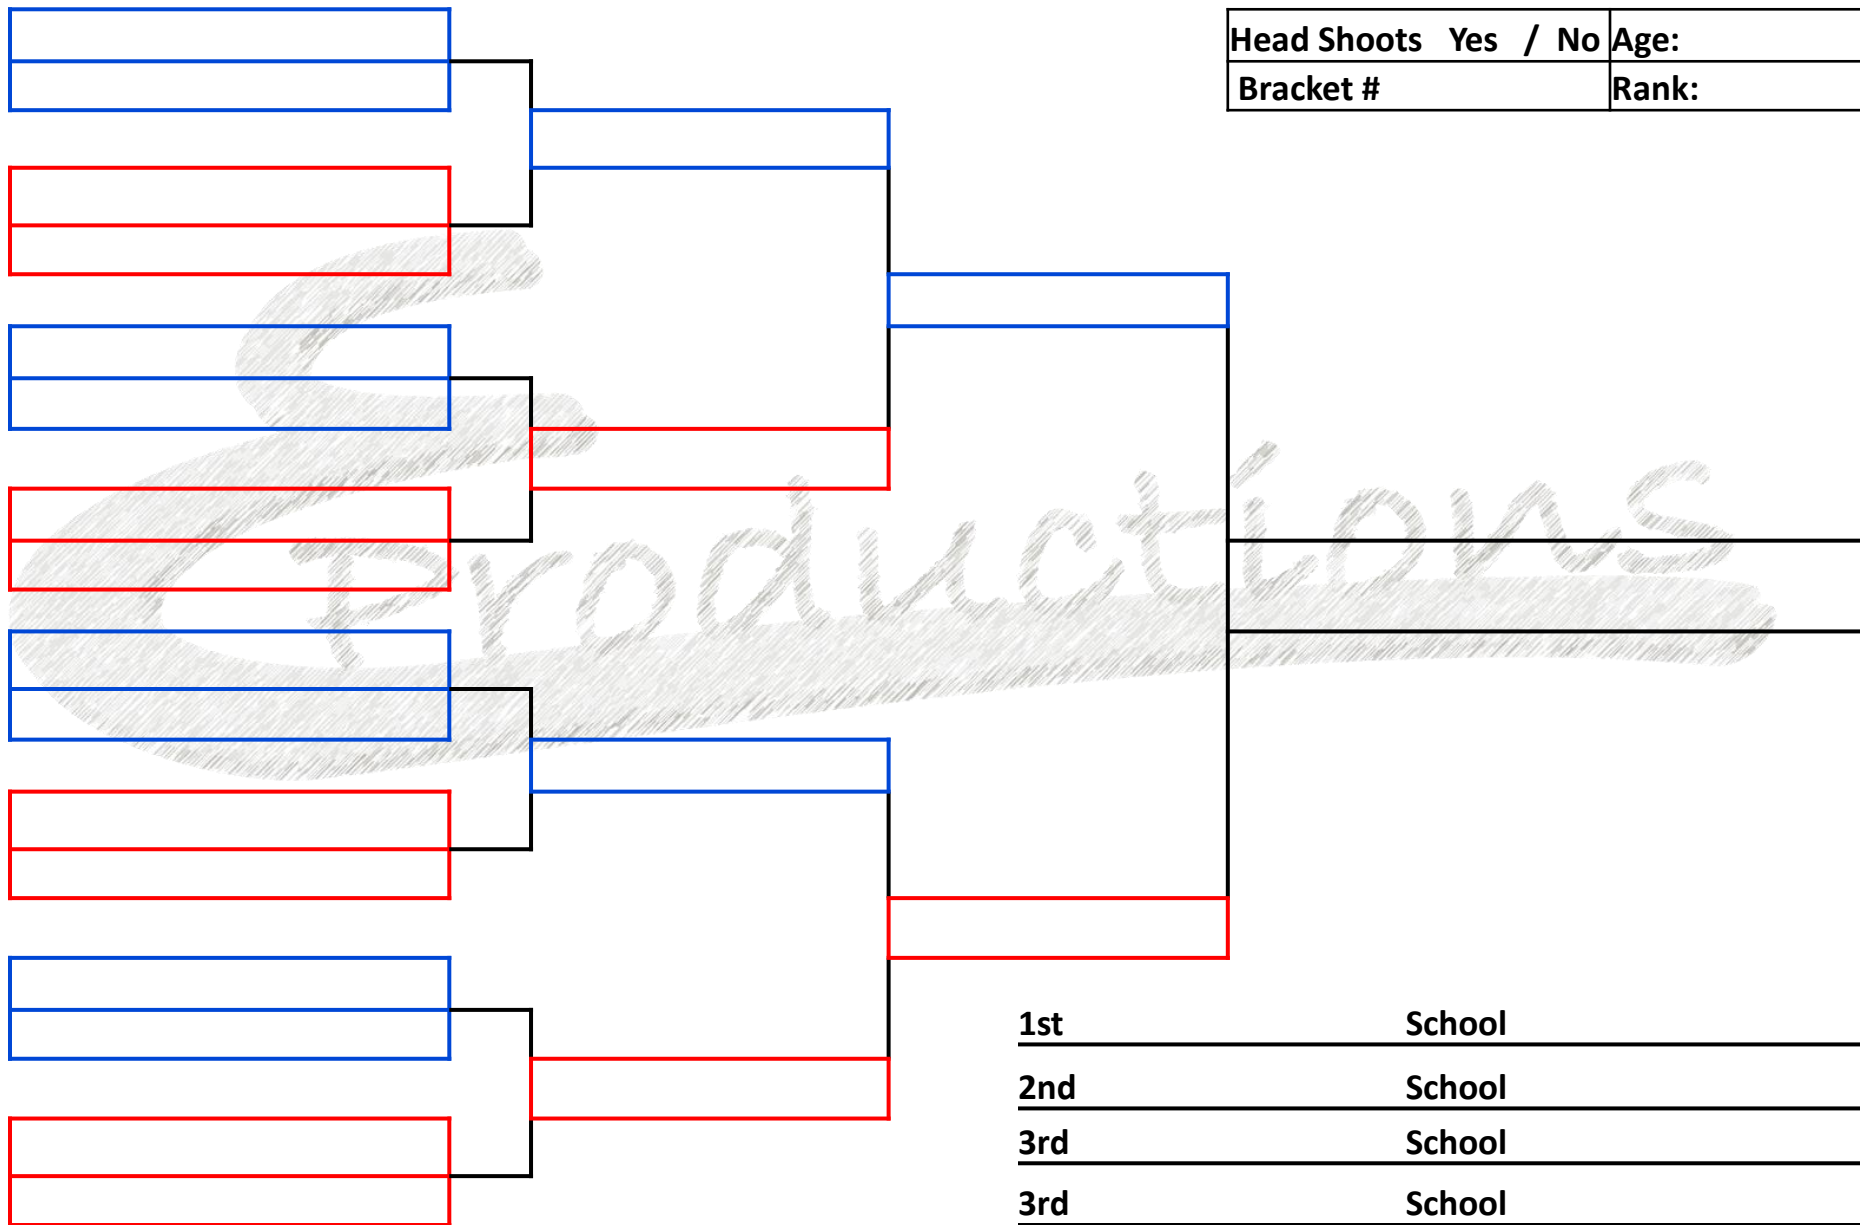 Head Shoots Yes / No Age:
Bracket # Rank:
Productions
1st School
2nd School
3rd School
3rd School